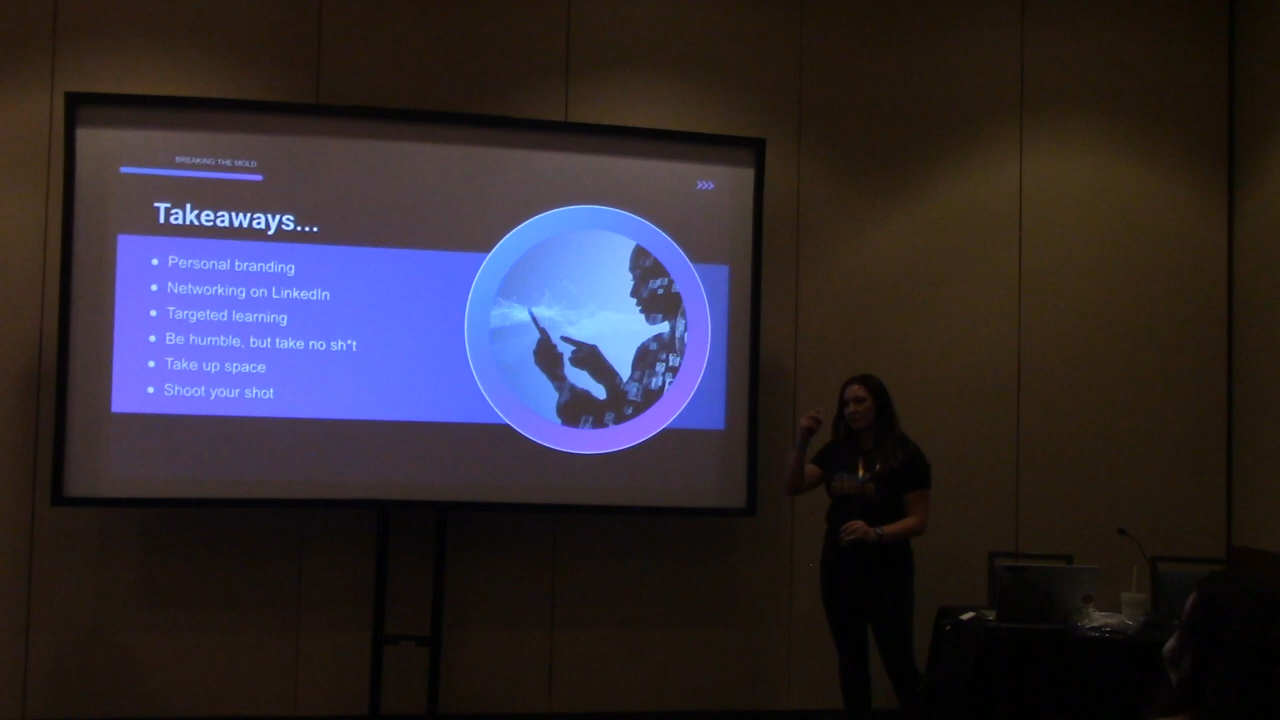 BREAKING THE MOLD
Takeaways...
Personal branding
Networking on LinkedIn
Targeted learning
Be humble, but take no sh*t
Take up space
Shoot your shot